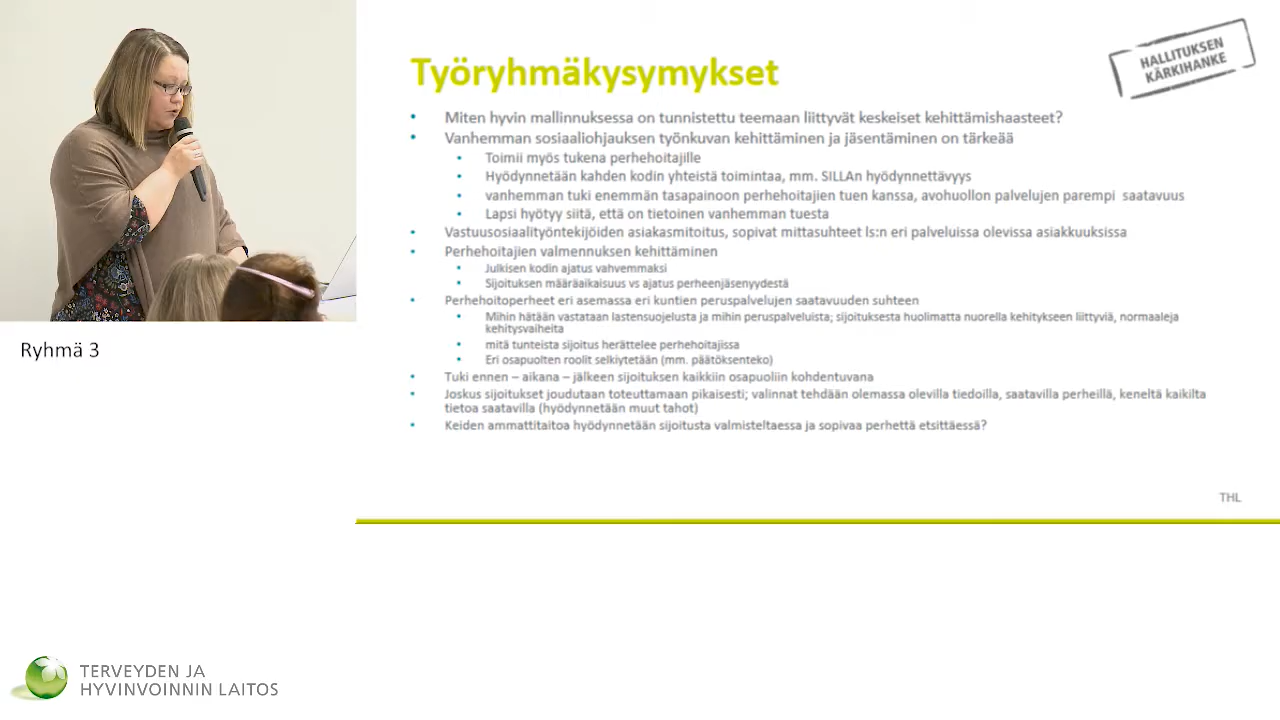 Työryhmäkysymykset
HALLITUKSEN
KÄRKIHANKE
• Miten hyvin mallinnuksessa on tunnistettu teemaan liittyvät keskeiset kehittämishaasteet?
• Vanhemman sosiaaliohjauksen työnkuvan kehittäminen ja jäsentäminen on tärkeää
• Toimii myös tukena perhehoitajille
• Hyödynnetään kahden kodin yhteistä toimintaa, mm. SILLAn hyödynnettävyys
• vanhemman tuki enemmän tasapainoon perhehoitajien tuen kanssa, avohuollon palvelujen parempi saatavuus
• Lapsi hyötyy siitä, että on tietoinen vanhemman tuesta
• Vastuusosiaalityöntekijöiden asiakasmitoitus, sopivat mittasuhteet ls:n eri palveluissa olevissa asiakkuuksissa
• Perhehoitajien valmennuksen kehittäminen
• Julkisen kodin ajatus vahvemmaksi
• Sijoituksen määräaikaisuus vs ajatus perheenjäsenyydestä
• Perhehoitoperheet eri asemassa eri kuntien peruspalvelujen saatavuuden suhteen
• Mihin hätään vastataan lastensuojelusta ja mihin peruspalveluista; sijoituksesta huolimatta nuorella kehitykseen liittyviä, normaaleja
kehitysvaiheita
• mitä tunteista sijoitus herättelee perhehoitajissa
• Eri osapuolten roolit selkiytetään (mm. päätöksenteko)
• Tuki ennen – aikana – jälkeen sijoituksen kaikkiin osapuoliin kohdentuvana
• Joskus sijoitukset joudutaan toteuttamaan pikaisesti; valinnat tehdään olemassa olevilla tiedoilla, saatavilla perheillä, keneltä kaikilta
tietoa saatavilla (hyödynnetään muut tahot)
• Keiden ammattitaitoa hyödynnetään sijoitusta valmisteltaessa ja sopivaa perhettä etsittäessä?
THL
Ryhmä 3
TERVEYDEN JA
HYVINVOINNIN LAITOS